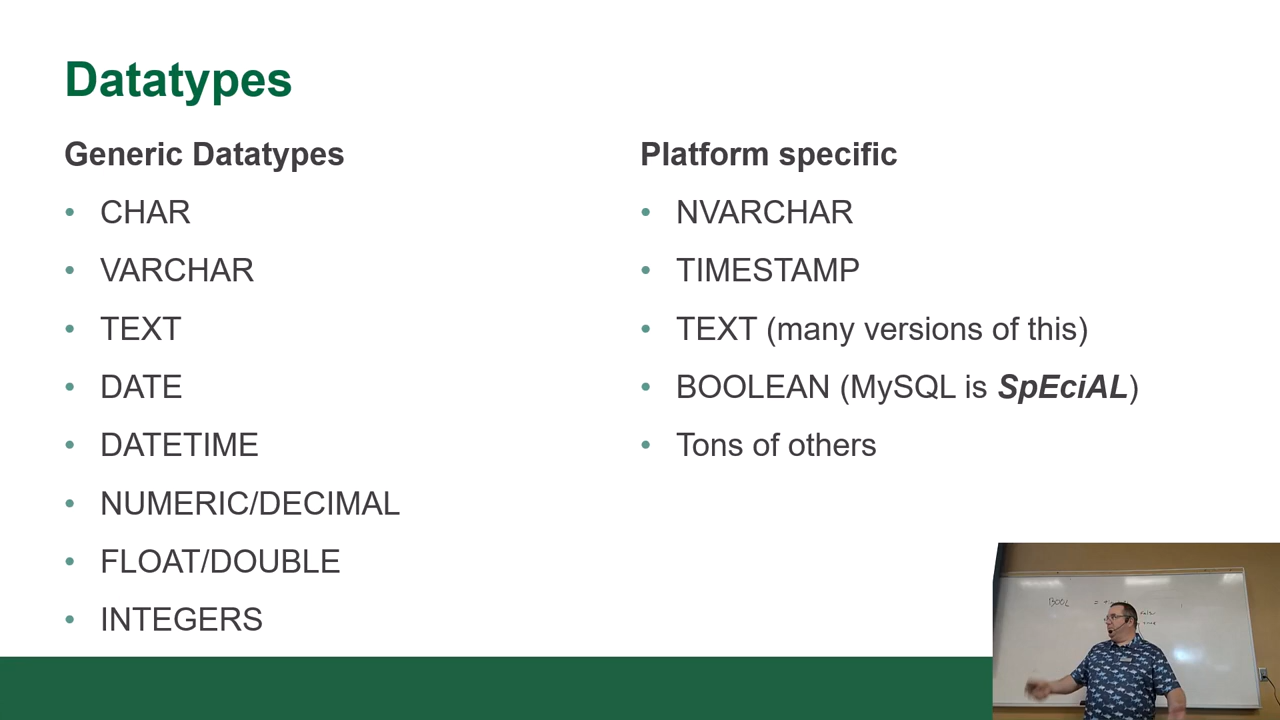 Datatypes
Generic Datatypes
• CHAR
• VARCHAR
• TEXT
• DATE
• DATETIME
• NUMERIC/DECIMAL
• FLOAT/DOUBLE
• INTEGERS
Platform specific
• NVARCHAR
• TIMESTAMP
• TEXT (many versions of this)
• BOOLEAN (MySQL is SpEciAL)
• Tons of others
BOOL =